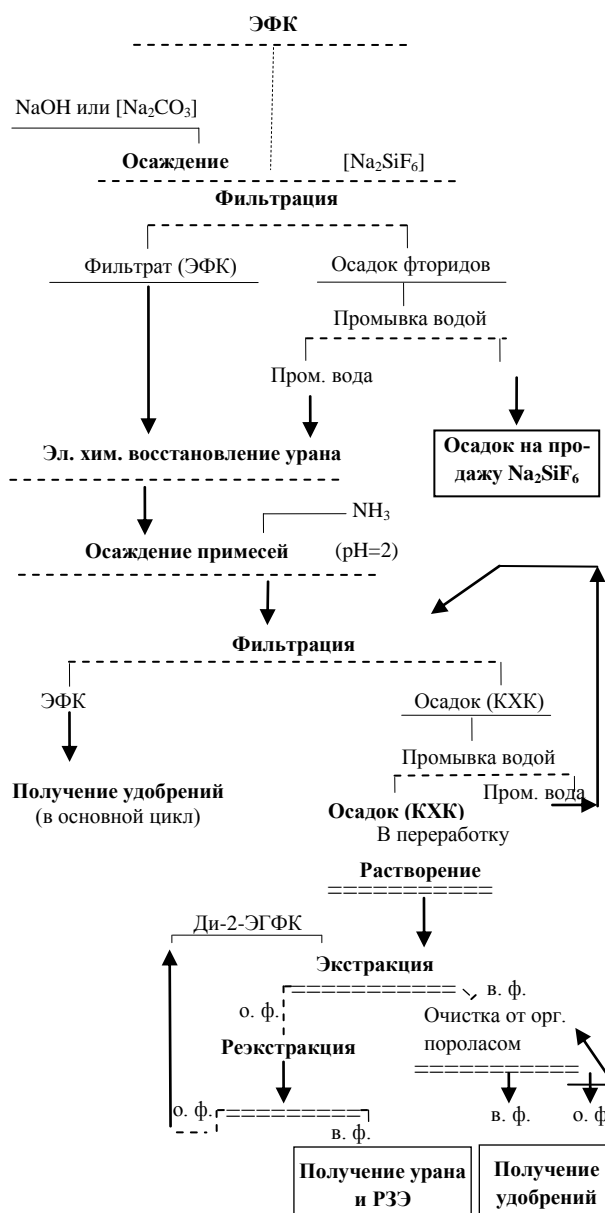 ЭФК
NaOH или [Na₂CO₃]
Осаждение [Na₂SiF₆]
Фильтрация
Фильтрат (ЭФК) Осадок фторидов
Промывка водой
Пром. вода
Эл. хим. восстановление урана
Осадок на про-
дажу Na₂SiF₆
NH₃
Осаждение примесей (pH=2)
Фильтрация
ЭФК Осадок (КХК)
Промывка водой
Получение удобрений
(в основной цикл)
Пром. вода
Осадок (КХК)
В переработку
Растворение
Ди-2-ЭГФК
Экстракция
в. ф.
о. ф.
Очистка от орг.
пороласом
Реэкстракция
о. ф. в. ф. в. ф. о. ф
Получение урана
и РЗЭ
Получение
удобрений